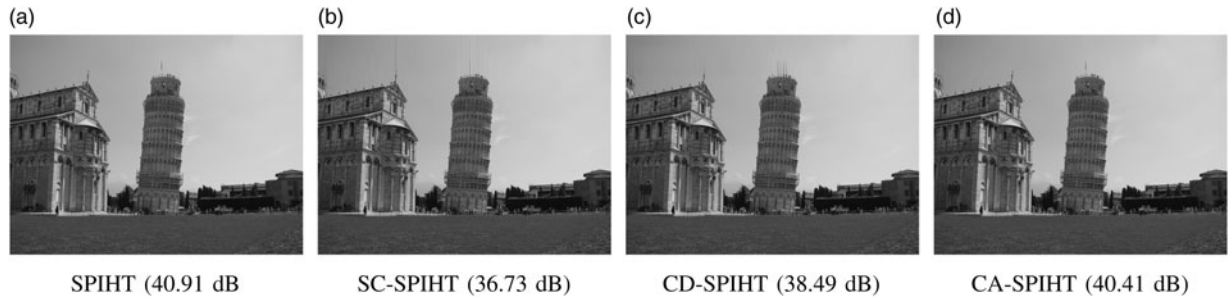 (a)
(b)
(c)
(d)
SPIHT (40.91 dB
SC-SPIHT (36.73 dB)
CD-SPIHT (38.49 dB)
CA-SPIHT (40.41 dB)